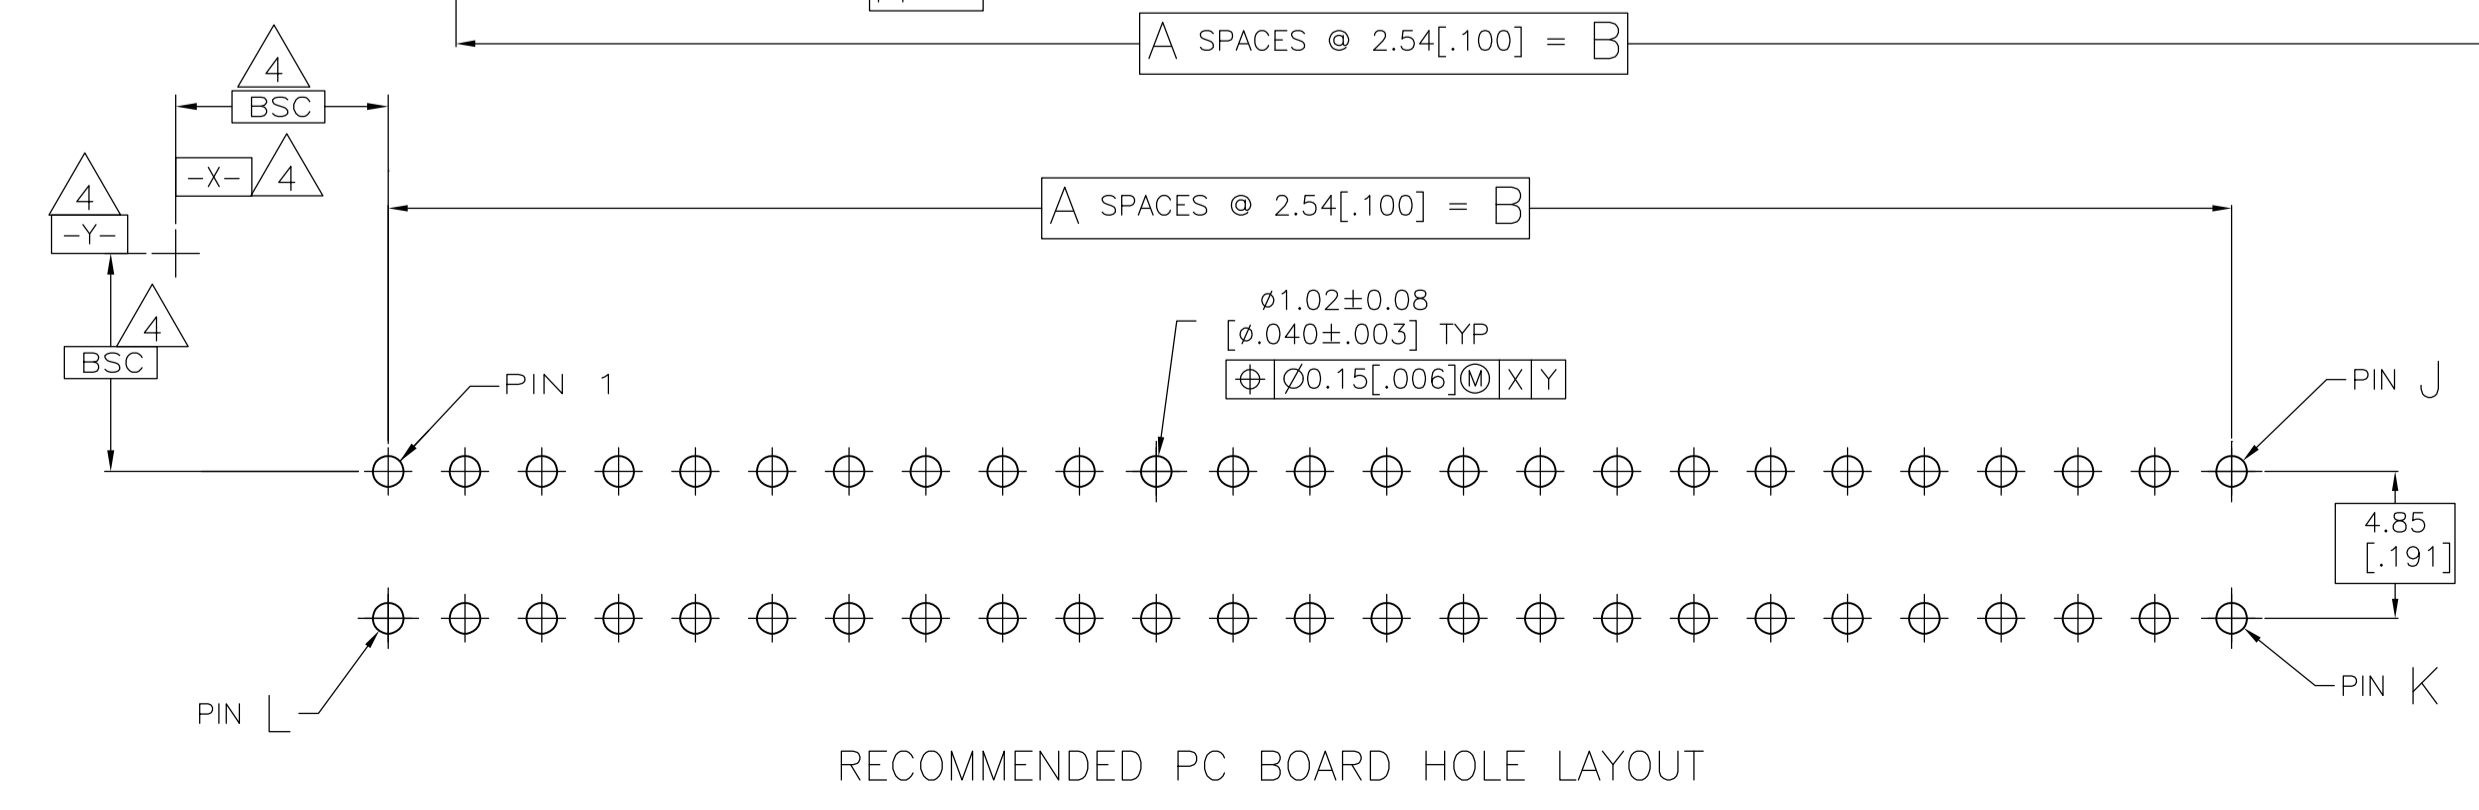 A SPACES @ 2.54[.100] = B
4
BSC
-X- 4
4
-Y-
A SPACES @ 2.54[.100] = B
4
BSC
ø1.02±0.08
[ø.040±.003] TYP
⌖ Ø0.15[.006]Ⓜ X Y
PIN 1
PIN J
4.85
[.191]
PIN L
PIN K
RECOMMENDED PC BOARD HOLE LAYOUT